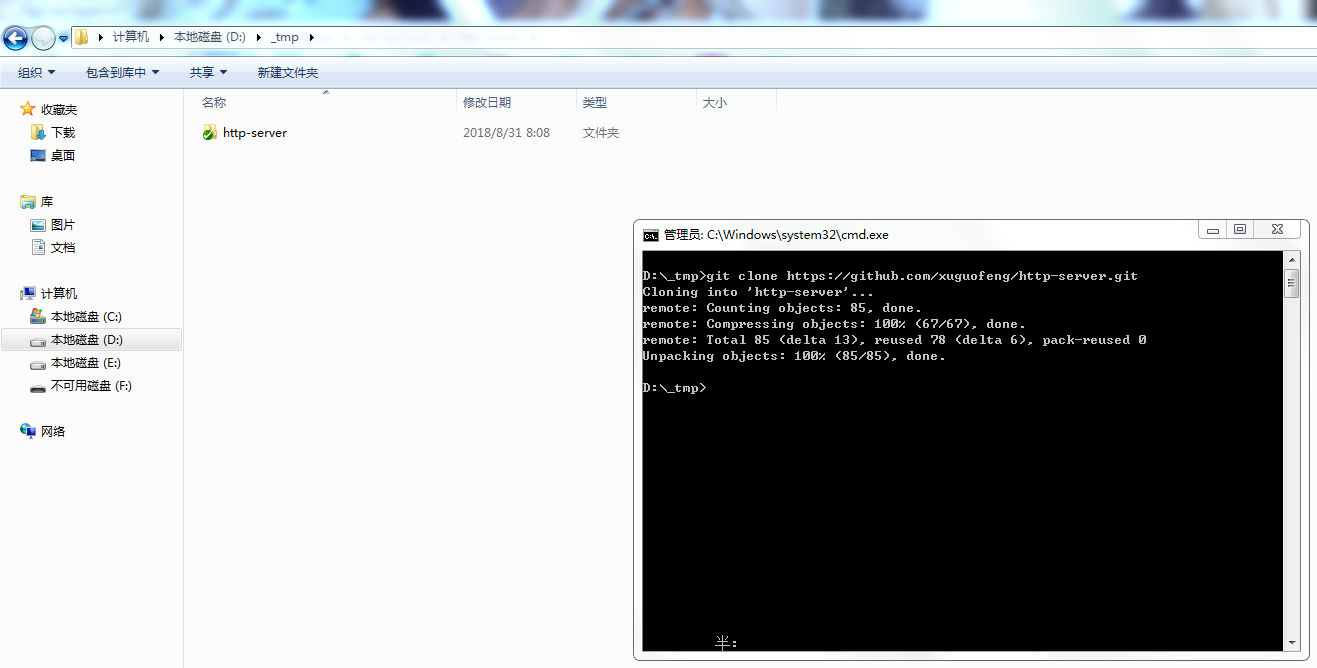 计算机 本地磁盘 (D:) _tmp
组织 包含到库中 共享 新建文件夹
名称 修改日期 类型 大小
http-server 2018/8/31 8:08 文件夹
收藏夹
下载
桌面
库
图片
文档
计算机
本地磁盘 (C:)
本地磁盘 (D:)
本地磁盘 (E:)
不可用磁盘 (F:)
网络
管理员: C:\Windows\system32\cmd.exe
D:\_tmp>git clone https://github.com/xuguofeng/http-server.git
Cloning into 'http-server'...
remote: Counting objects: 85, done.
remote: Compressing objects: 100% (67/67), done.
remote: Total 85 (delta 13), reused 78 (delta 6), pack-reused 0
Unpacking objects: 100% (85/85), done.
D:\_tmp>
半: